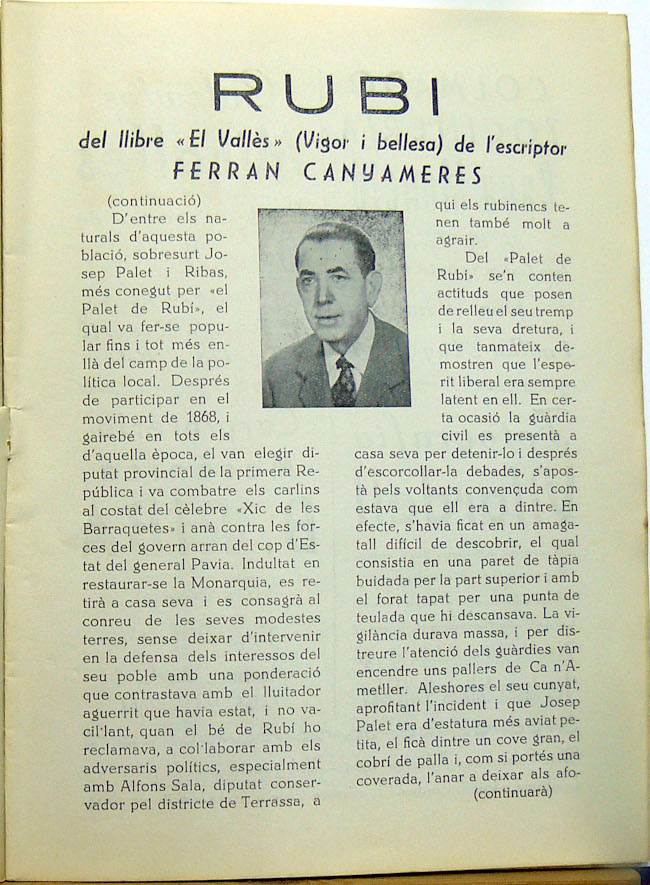 RUBI
del llibre «El Vallès» (Vigor i bellesa) de l'escriptor
FERRAN CANYAMERES
(continuació)
D'entre els na-
turals d'aquesta po-
blació, sobresurt Jo-
sep Palet i Ribas,
més conegut per «el
Palet de Rubí», el
qual va fer-se popu-
lar fins i tot més en-
llà del camp de la po-
lítica local. Després
de participar en el
moviment de 1868, i
gairebé en tots els
d'aquella època, el van elegir di-
putat provincial de la primera Re-
pública i va combatre els carlins
al costat del cèlebre «Xic de les
Barraquetes» i anà contra les for-
ces del govern arran del cop d'Es-
tat del general Pavia. Indultat en
restaurar-se la Monarquia, es re-
tirà a casa seva i es consagrà al
conreu de les seves modestes
terres, sense deixar d'intervenir
en la defensa dels interessos del
seu poble amb una ponderació
que contrastava amb el lluitador
aguerrit que havia estat, i no va-
cil·lant, quan el bé de Rubí ho
reclamava, a col·laborar amb els
adversaris polítics, especialment
amb Alfons Sala, diputat conser-
vador pel districte de Terrassa, a
qui els rubinencs te-
nen també molt a
agrair.
Del «Palet de
Rubí» se'n conten
actituds que posen
de relleu el seu tremp
i la seva dretura, i
que tanmateix de-
mostren que l'espe-
rit liberal era sempre
latent en ell. En cer-
ta ocasió la guàrdia
civil es presentà a
casa seva per detenir-lo i després
d'escorcollar-la debades, s'apos-
tà pels voltants convençuda com
estava que ell era a dintre. En
efecte, s'havia ficat en un amaga-
tall difícil de descobrir, el qual
consistia en una paret de tàpia
buidada per la part superior i amb
el forat tapat per una punta de
teulada que hi descansava. La vi-
gilància durava massa, i per dis-
treure l'atenció dels guàrdies van
encendre uns pallers de Ca n'A-
metller. Aleshores el seu cunyat,
aprofitant l'incident i que Josep
Palet era d'estatura més aviat pe-
tita, el ficà dintre un cove gran, el
cobrí de palla i, com si portés una
coverada, l'anar a deixar als afo-
(continuarà)